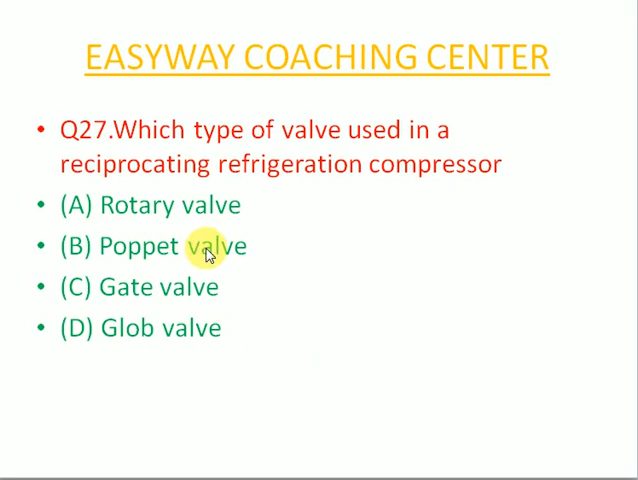 EASYWAY COACHING CENTER
• Q27.Which type of valve used in a
reciprocating refrigeration compressor
• (A) Rotary valve
• (B) Poppet valve
• (C) Gate valve
• (D) Glob valve